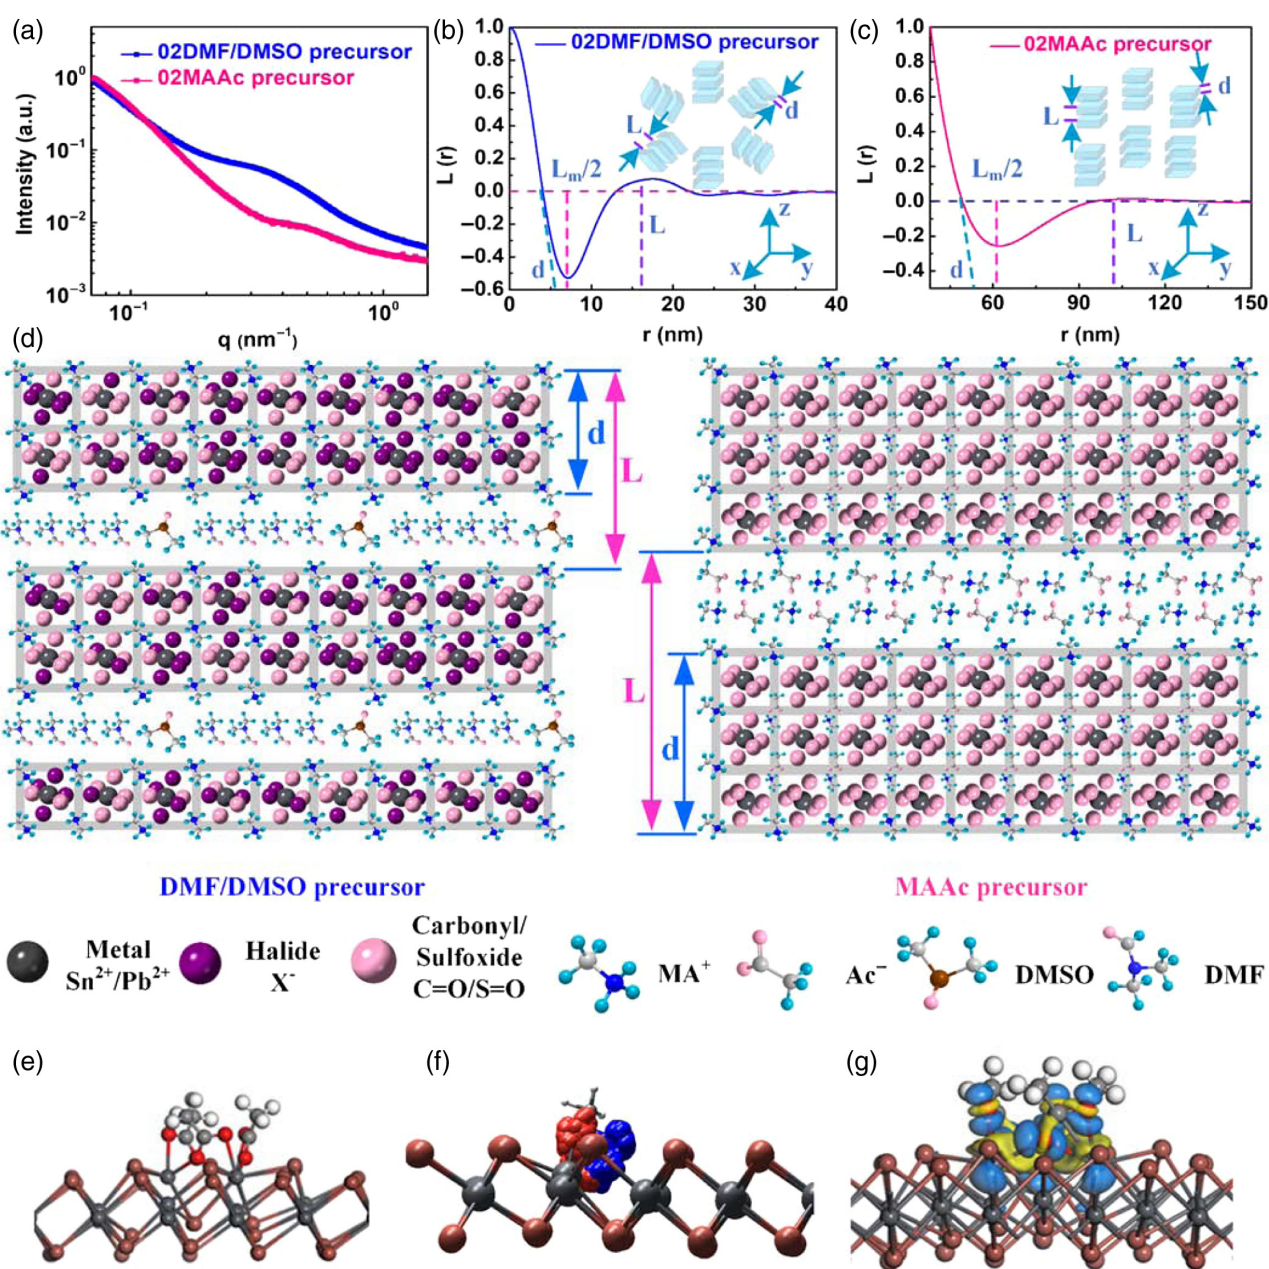 (a)
02DMF/DMSO precursor
02MAAc precursor
Intensity (a.u.)
10⁰
10⁻¹
10⁻²
10⁻³
10⁻¹
10⁰
q (nm⁻¹)
(b)
02DMF/DMSO precursor
L (r)
1.0
0.8
0.6
0.4
0.2
0.0
−0.2
−0.4
−0.6
0
10
20
30
40
r (nm)
L
d
Lm/2
L
d
z
x
y
(c)
02MAAc precursor
L (r)
1.0
0.8
0.6
0.4
0.2
0.0
−0.2
−0.4
60
90
120
150
r (nm)
L
d
Lm/2
L
d
z
x
y
(d)
d
L
L
d
DMF/DMSO precursor
MAAc precursor
Metal
Sn²⁺/Pb²⁺
Halide
X⁻
Carbonyl/
Sulfoxide
C=O/S=O
MA⁺
Ac⁻
DMSO
DMF
(e)
(f)
(g)